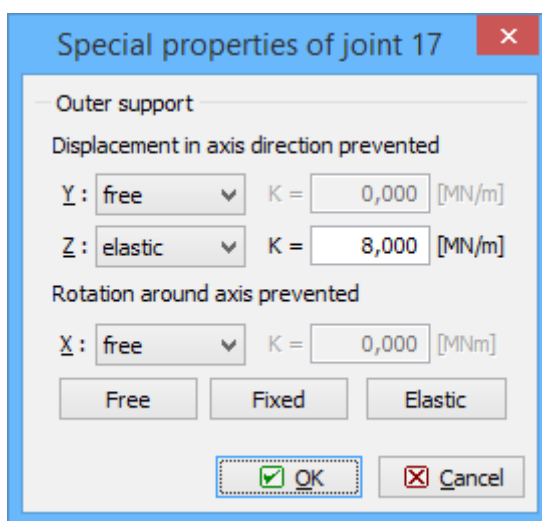 Special properties of joint 17
Outer support
Displacement in axis direction prevented
Y : free K = 0,000 [MN/m]
Z : elastic K = 8,000 [MN/m]
Rotation around axis prevented
X : free K = 0,000 [MNm]
Free Fixed Elastic
OK Cancel